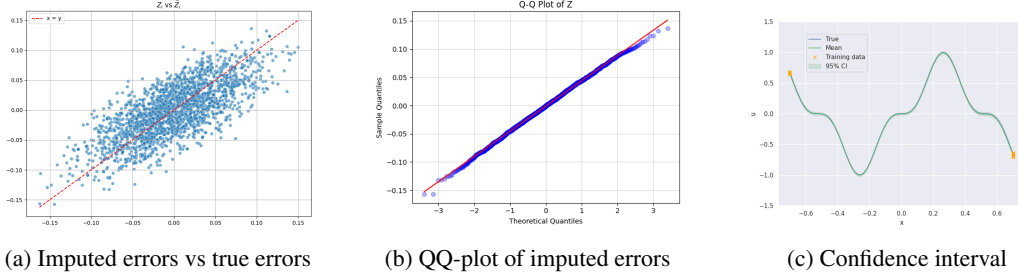 Z_i vs Ẑ_i
x = y
0.15
0.10
0.05
0.00
−0.05
−0.10
−0.15
−0.15 −0.10 −0.05 0.00 0.05 0.10 0.15
(a) Imputed errors vs true errors
Q-Q Plot of Z
Sample Quantiles
0.15
0.10
0.05
0.00
−0.05
−0.10
−0.15
−3 −2 −1 0 1 2 3
Theoretical Quantiles
(b) QQ-plot of imputed errors
True
Mean
Training data
95% CI
u
1.5
1.0
0.5
0.0
−0.5
−1.0
−1.5
−0.6 −0.4 −0.2 0.0 0.2 0.4 0.6
x
(c) Confidence interval